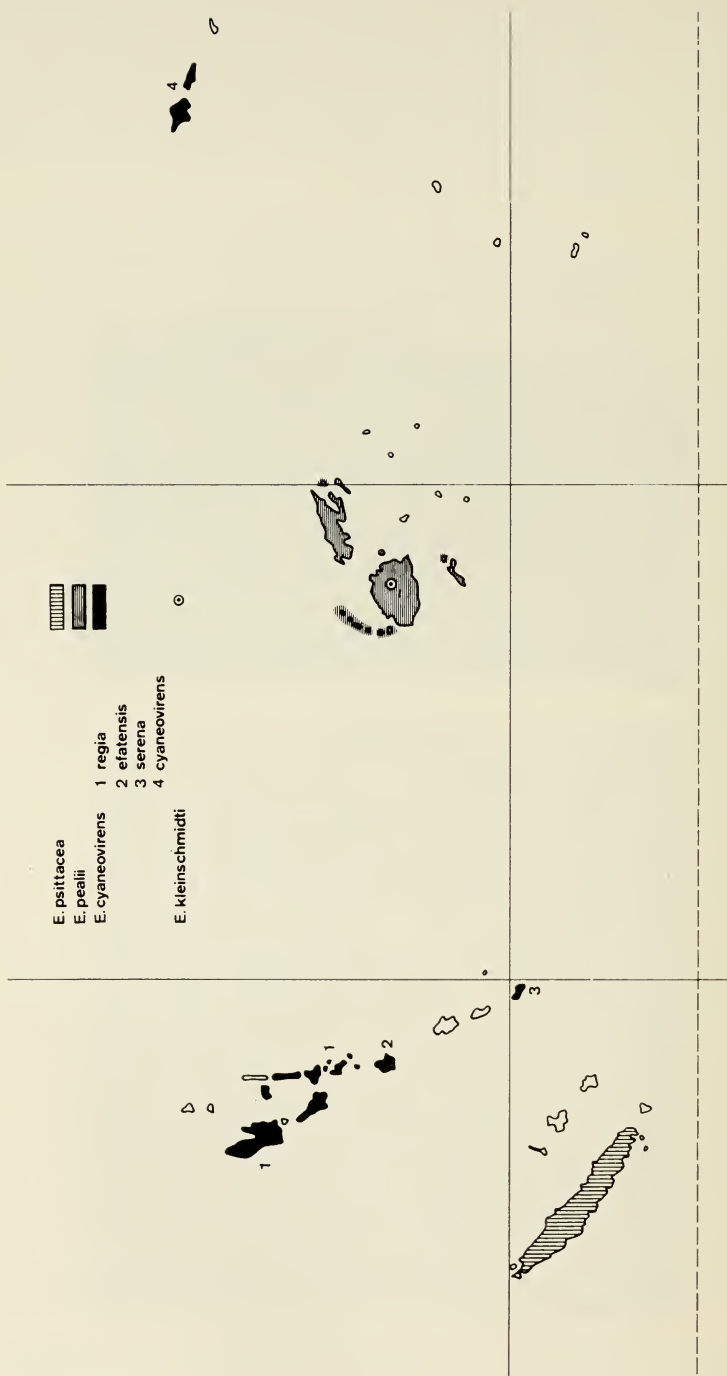 E. psittacea
E. pealii
E. cyaneovirens 1 regia
2 efatensis
3 serena
4 cyaneovirens
E. kleinschmidti
1
1
2
3
4